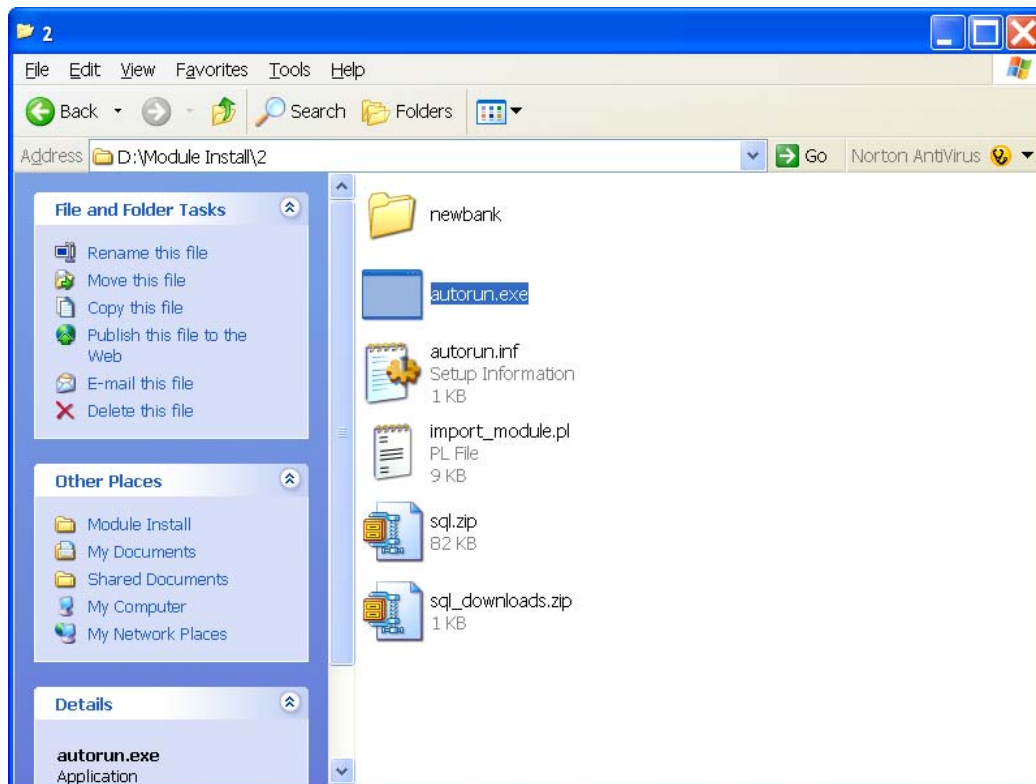 2
File Edit View Favorites Tools Help
Back Search Folders
Address D:\Module Install\2 Go Norton AntiVirus
File and Folder Tasks
Rename this file
Move this file
Copy this file
Publish this file to the
Web
E-mail this file
Delete this file
Other Places
Module Install
My Documents
Shared Documents
My Computer
My Network Places
Details
autorun.exe
Application
newbank
autorun.exe
autorun.inf
Setup Information
1 KB
import_module.pl
PL File
9 KB
sql.zip
82 KB
sql_downloads.zip
1 KB